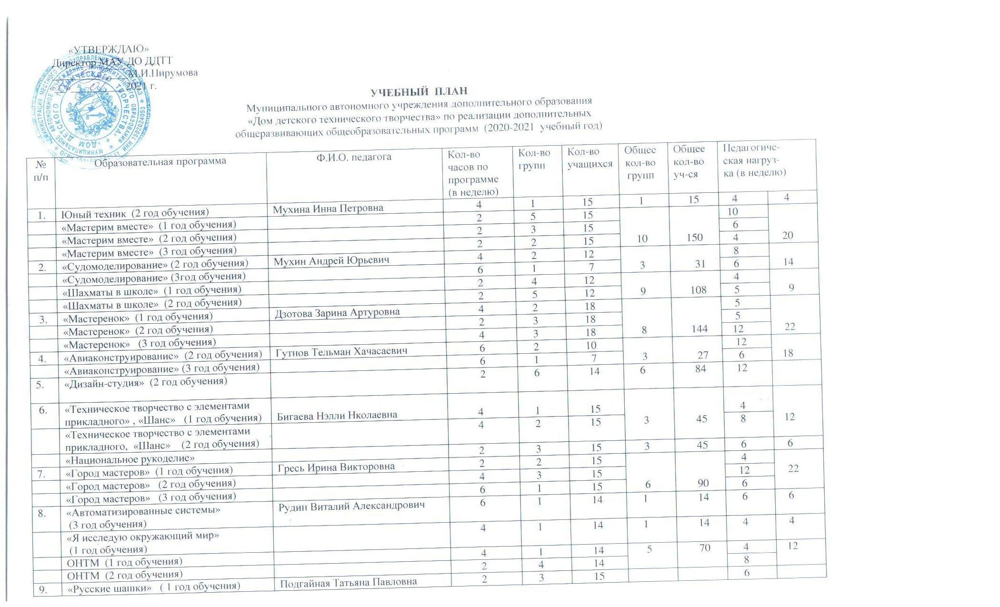 «УТВЕРЖДАЮ»
Директор МАУ ДО ДДТТ
М.И.Пирумова
«__»__________ 2021 г.
УЧЕБНЫЙ ПЛАН
Муниципального автономного учреждения дополнительного образования
«Дом детского технического творчества» по реализации дополнительных
общеразвивающих общеобразовательных программ (2020-2021 учебный год)
№ п/п | Образовательная программа | Ф.И.О. педагога | Кол-во часов по программе (в неделю) | Кол-во групп | Кол-во учащихся | Общее кол-во групп | Общее кол-во уч-ся | Педагогиче-ская нагруз-ка (в неделю)
1. | Юный техник (2 год обучения) | Мухина Инна Петровна | 4 | 1 | 15 | 1 | 15 | 4 | 4
«Мастерим вместе» (1 год обучения) | 2 | 5 | 15 | 10 | 150 | 10 | 20
«Мастерим вместе» (2 год обучения) | 2 | 3 | 15 | 6
«Мастерим вместе» (3 год обучения) | 2 | 2 | 15 | 4
2. | «Судомоделирование» (2 год обучения) | Мухин Андрей Юрьевич | 4 | 2 | 12 | 3 | 31 | 8 | 14
«Судомоделирование» (3год обучения) | 6 | 1 | 7 | 6
«Шахматы в школе» (1 год обучения) | 2 | 4 | 12 | 9 | 108 | 4 | 9
«Шахматы в школе» (2 год обучения) | 2 | 5 | 12 | 5
3. | «Мастеренок» (1 год обучения) | Дзотова Зарина Артуровна | 4 | 2 | 18 | 8 | 144 | 5 | 22
«Мастеренок» (2 год обучения) | 2 | 3 | 18 | 5
«Мастеренок» (3 год обучения) | 4 | 3 | 18 | 12
4. | «Авиаконструирование» (2 год обучения) | Гутнов Тельман Хачасаевич | 6 | 2 | 10 | 3 | 27 | 12 | 18
«Авиаконструирование» (3 год обучения) | 6 | 1 | 7 | 6
5. | «Дизайн-студия» (2 год обучения) | 2 | 6 | 14 | 6 | 84 | 12
6. | «Техническое творчество с элементами
прикладного» , «Шанс» (1 год обучения) | Бигаева Нэлли Нколаевна | 4 | 1 | 15 | 3 | 45 | 4 | 12
«Техническое творчество с элементами
прикладного, «Шанс» (2 год обучения) | 4 | 2 | 15 | 8
«Национальное рукоделие» | 2 | 3 | 15 | 3 | 45 | 6 | 6
7. | «Город мастеров» (1 год обучения) | Гресь Ирина Викторовна | 2 | 2 | 15 | 6 | 90 | 4 | 22
«Город мастеров» (2 год обучения) | 4 | 3 | 15 | 12
«Город мастеров» (3 год обучения) | 6 | 1 | 15 | 6
8. | «Автоматизированные системы»
(3 год обучения) | Рудин Виталий Александрович | 6 | 1 | 14 | 1 | 14 | 6 | 6
«Я исследую окружающий мир»
(1 год обучения) | 4 | 1 | 14 | 1 | 14 | 4 | 4
ОНТМ (1 год обучения) | 4 | 1 | 14 | 5 | 70 | 4 | 12
ОНТМ (2 год обучения) | 2 | 4 | 14 | 8
9. | «Русские шашки» ( 1 год обучения) | Подгайная Татьяна Павловна | 2 | 3 | 15 | 6